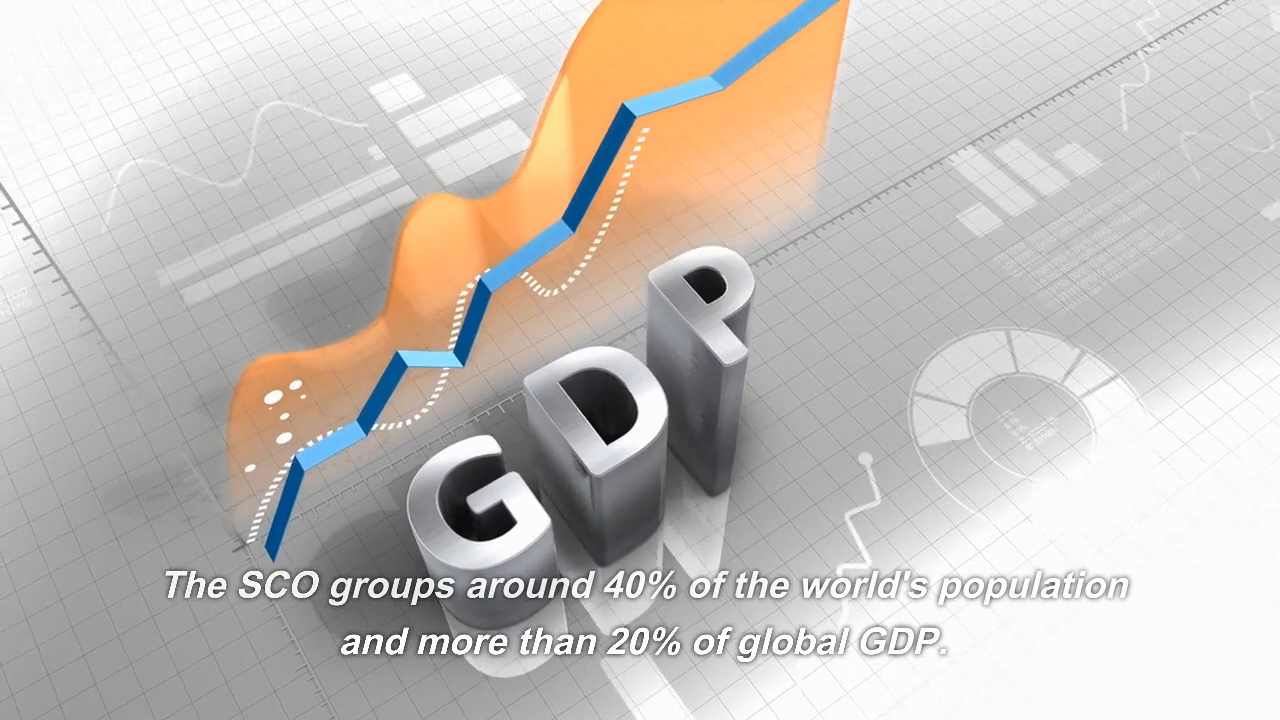 GDP
The SCO groups around 40% of the world's population
and more than 20% of global GDP.